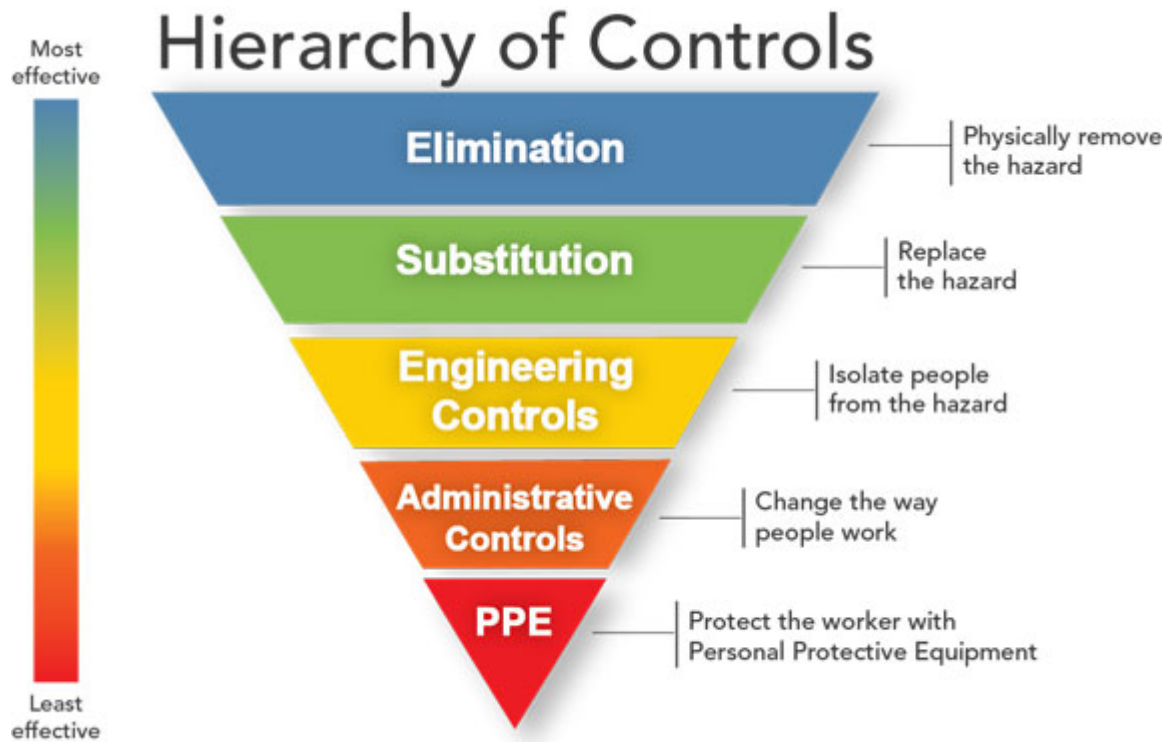 Hierarchy of Controls
Most
effective
Elimination
Physically remove
the hazard
Substitution
Replace
the hazard
Engineering
Controls
Isolate people
from the hazard
Administrative
Controls
Change the way
people work
PPE
Protect the worker with
Personal Protective Equipment
Least
effective